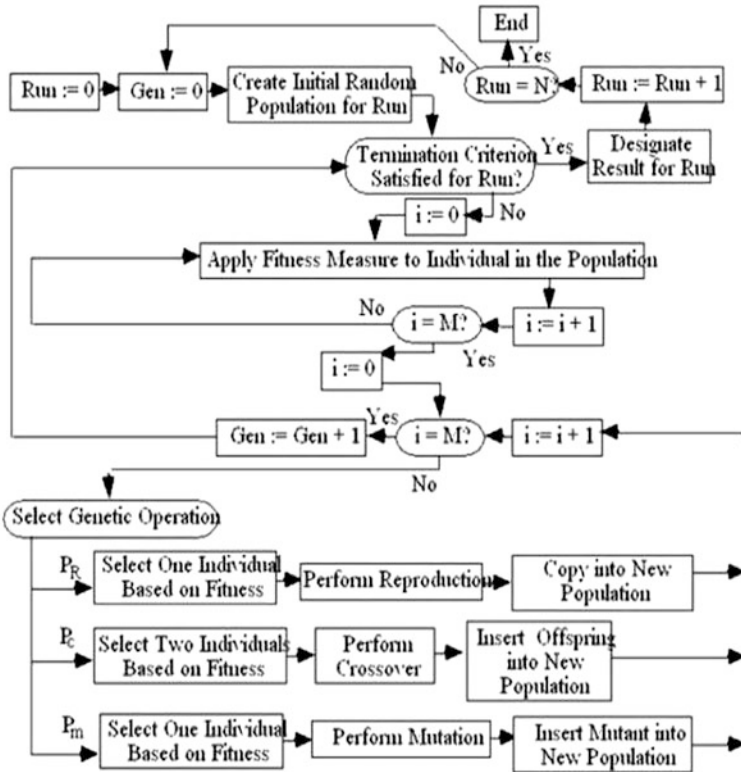 End
No
Yes
Run := 0
Gen := 0
Create Initial Random
Population for Run
Run = N?
Run := Run + 1
Termination Criterion
Satisfied for Run?
Yes
Designate
Result for Run
i := 0
No
Apply Fitness Measure to Individual in the Population
No
i = M?
i := i + 1
Yes
i := 0
Gen := Gen + 1
Yes
i = M?
i := i + 1
No
Select Genetic Operation
PR
Select One Individual
Based on Fitness
Perform Reproduction
Copy into New
Population
Pc
Select Two Individuals
Based on Fitness
Perform
Crossover
Insert Offspring
into New
Population
Pm
Select One Individual
Based on Fitness
Perform Mutation
Insert Mutant into
New Population